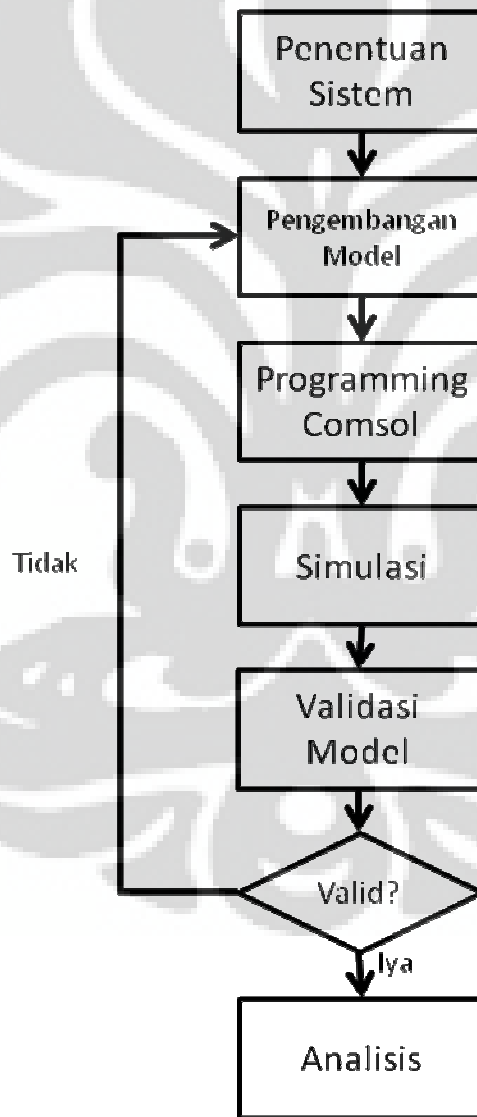 Penentuan
Sistem
Pengembangan
Model
Programming
Comsol
Simulasi
Tidak
Validasi
Model
Valid?
Iya
Analisis